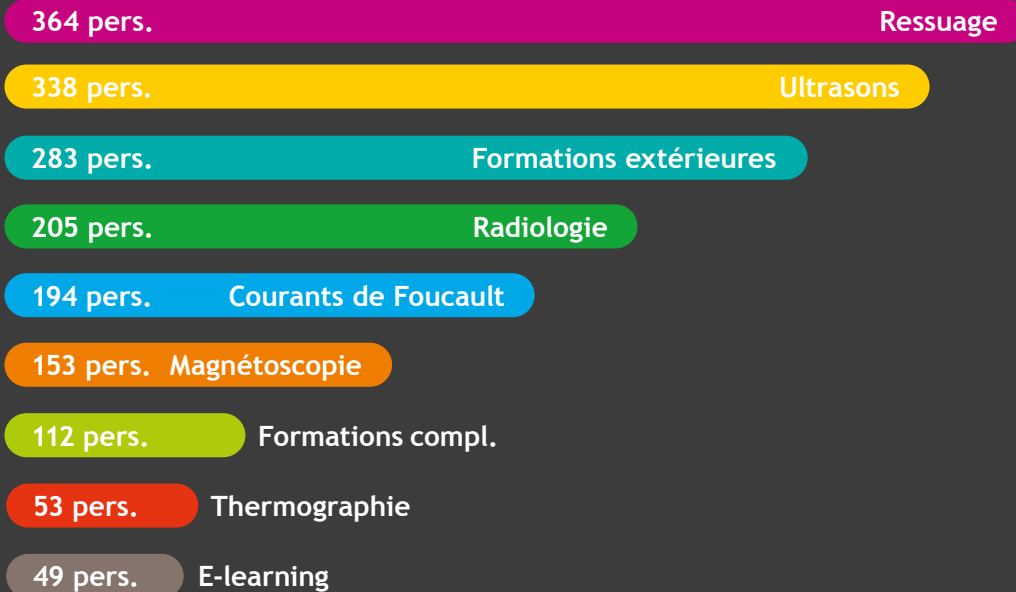 364 pers. Ressuage
338 pers. Ultrasons
283 pers. Formations extérieures
205 pers. Radiologie
194 pers. Courants de Foucault
153 pers. Magnétoscopie
112 pers. Formations compl.
53 pers. Thermographie
49 pers. E-learning